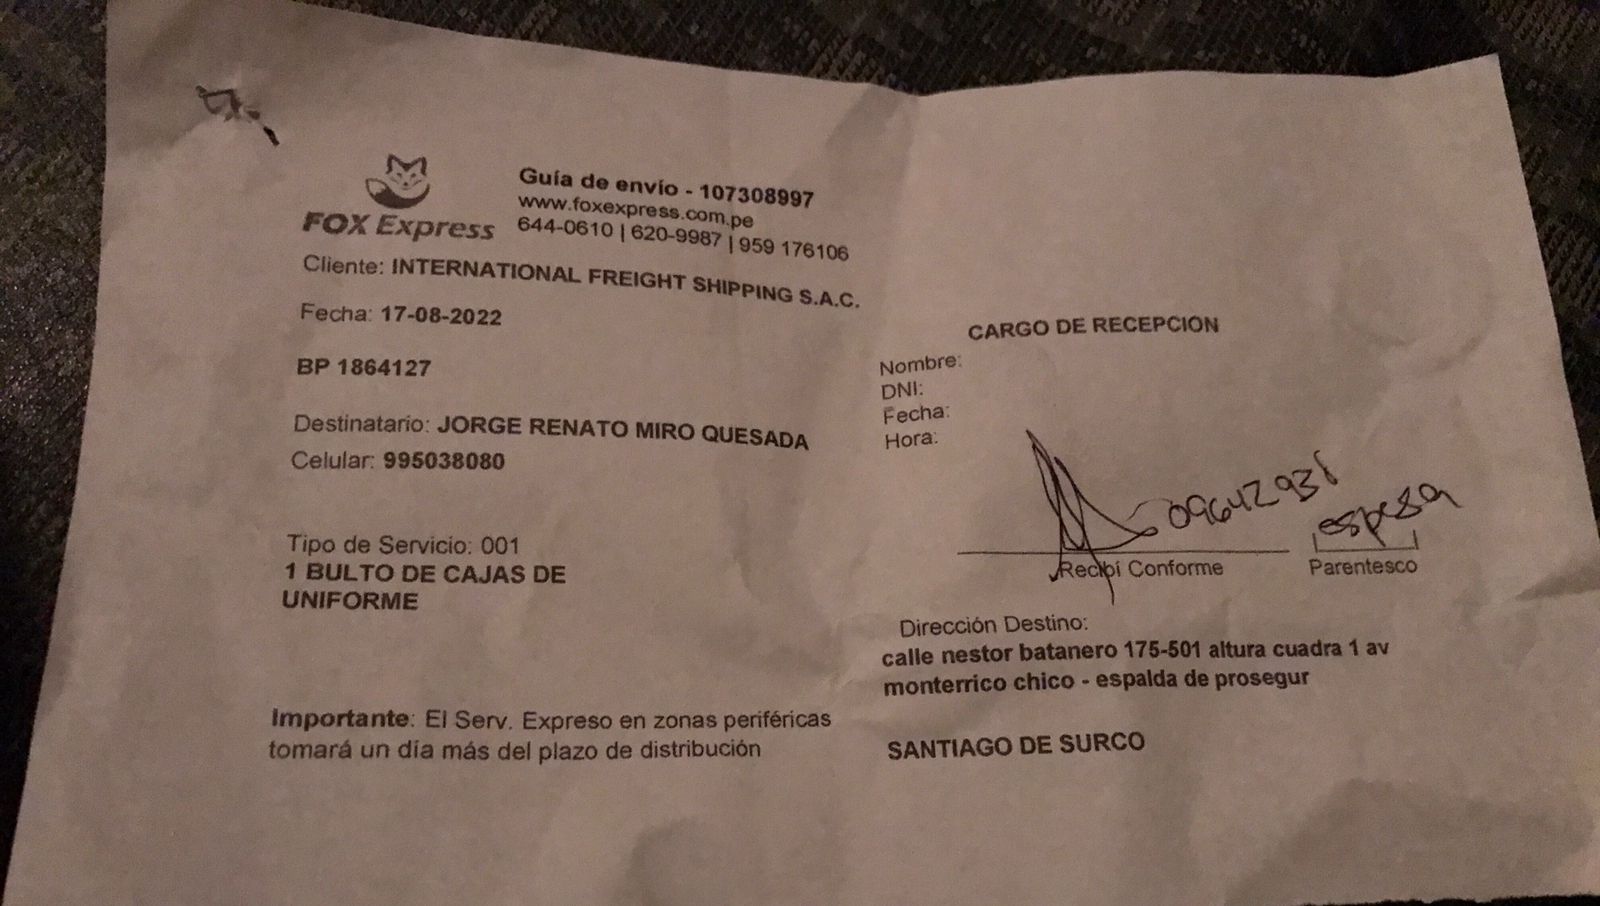 FOX Express
Guía de envío - 107308997
www.foxexpress.com.pe
644-0610 | 620-9987 | 959 176106
Cliente: INTERNATIONAL FREIGHT SHIPPING S.A.C.
Fecha: 17-08-2022
BP 1864127
Destinatario: JORGE RENATO MIRO QUESADA
Celular: 995038080
Tipo de Servicio: 001
1 BULTO DE CAJAS DE
UNIFORME
Importante: El Serv. Expreso en zonas periféricas
tomará un día más del plazo de distribución
CARGO DE RECEPCION
Nombre:
DNI:
Fecha:
Hora:
espesa
Recibí Conforme
Parentesco
Dirección Destino:
calle nestor batanero 175-501 altura cuadra 1 av
monterrico chico - espalda de prosegur
SANTIAGO DE SURCO